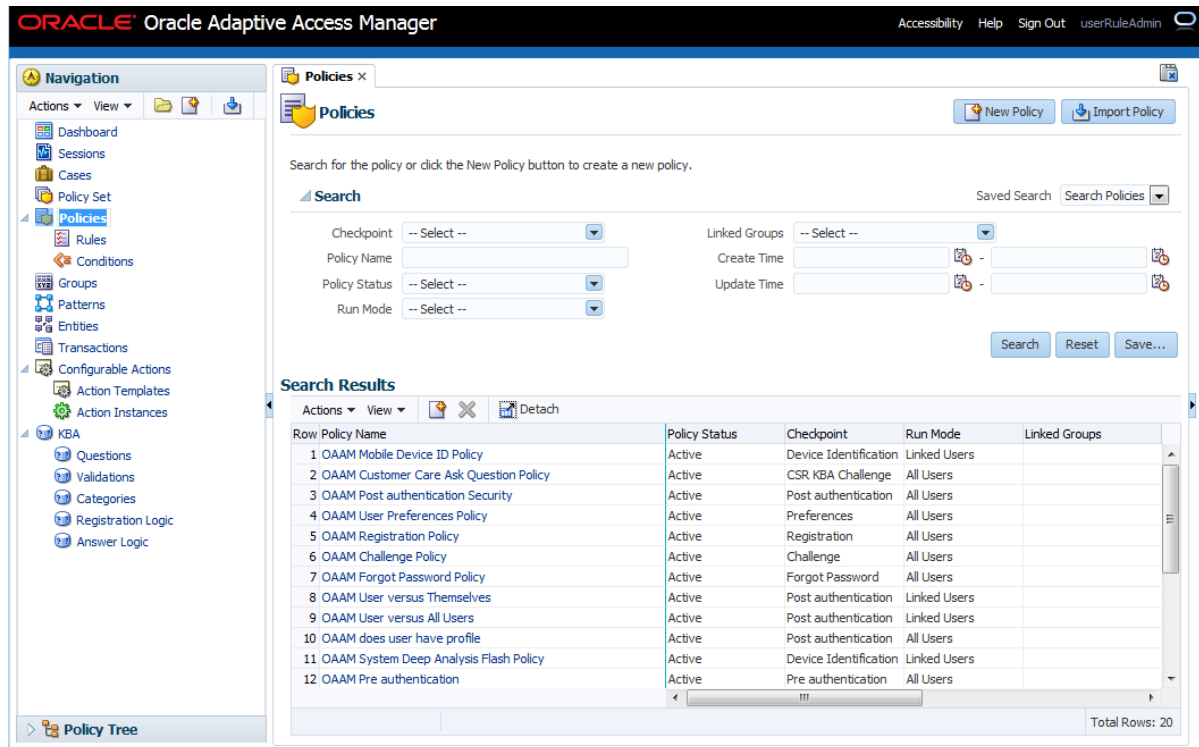 ORACLE Oracle Adaptive Access Manager
Accessibility Help Sign Out userRuleAdmin
Navigation
Actions View
Dashboard
Sessions
Cases
Policy Set
Policies
Rules
Conditions
Groups
Patterns
Entities
Transactions
Configurable Actions
Action Templates
Action Instances
KBA
Questions
Validations
Categories
Registration Logic
Answer Logic
Policy Tree
Policies
Policies
New Policy Import Policy
Search for the policy or click the New Policy button to create a new policy.
Search
Saved Search Search Policies
Checkpoint -- Select --
Policy Name
Policy Status -- Select --
Run Mode -- Select --
Linked Groups -- Select --
Create Time -
Update Time -
Search Reset Save...
Search Results
Actions View Detach
Row Policy Name Policy Status Checkpoint Run Mode Linked Groups
1 OAAM Mobile Device ID Policy Active Device Identification Linked Users
2 OAAM Customer Care Ask Question Policy Active CSR KBA Challenge All Users
3 OAAM Post authentication Security Active Post authentication All Users
4 OAAM User Preferences Policy Active Preferences All Users
5 OAAM Registration Policy Active Registration All Users
6 OAAM Challenge Policy Active Challenge All Users
7 OAAM Forgot Password Policy Active Forgot Password All Users
8 OAAM User versus Themselves Active Post authentication Linked Users
9 OAAM User versus All Users Active Post authentication Linked Users
10 OAAM does user have profile Active Post authentication All Users
11 OAAM System Deep Analysis Flash Policy Active Device Identification Linked Users
12 OAAM Pre authentication Active Pre authentication All Users
Total Rows: 20